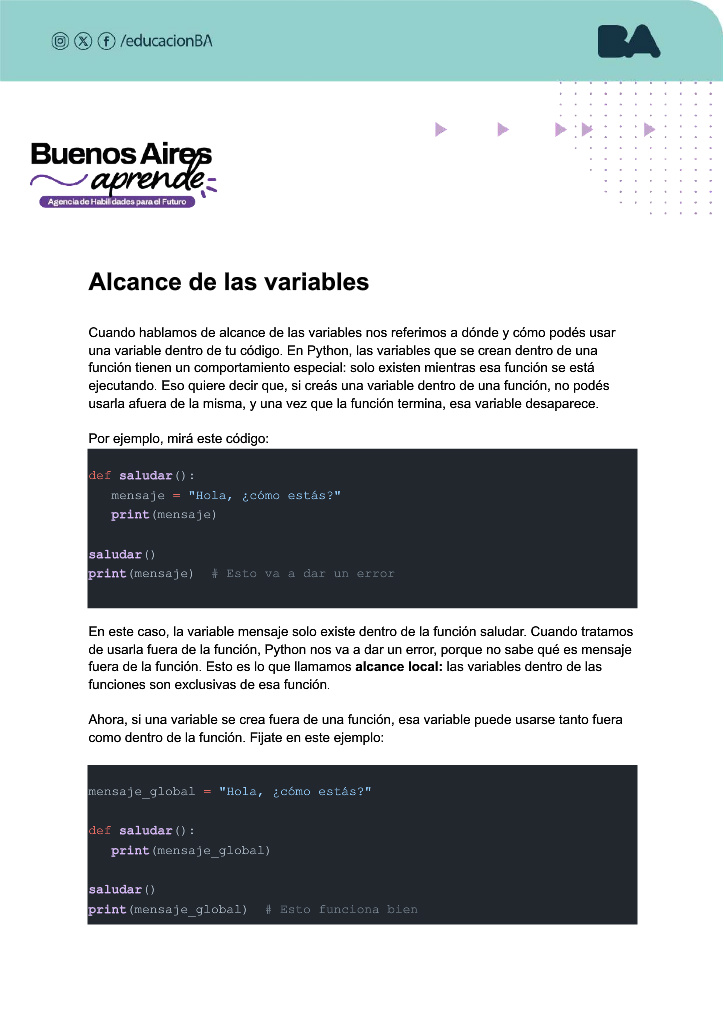 /educacionBA
BA
Buenos Aires
aprende
Agencia de Habilidades para el Futuro
Alcance de las variables
Cuando hablamos de alcance de las variables nos referimos a dónde y cómo podés usar
una variable dentro de tu código. En Python, las variables que se crean dentro de una
función tienen un comportamiento especial: solo existen mientras esa función se está
ejecutando. Eso quiere decir que, si creás una variable dentro de una función, no podés
usarla afuera de la misma, y una vez que la función termina, esa variable desaparece.
Por ejemplo, mirá este código:
def saludar():
   mensaje = "Hola, ¿cómo estás?"
   print(mensaje)
saludar()
print(mensaje)  # Esto va a dar un error
En este caso, la variable mensaje solo existe dentro de la función saludar. Cuando tratamos
de usarla fuera de la función, Python nos va a dar un error, porque no sabe qué es mensaje
fuera de la función. Esto es lo que llamamos alcance local: las variables dentro de las
funciones son exclusivas de esa función.
Ahora, si una variable se crea fuera de una función, esa variable puede usarse tanto fuera
como dentro de la función. Fijate en este ejemplo:
mensaje_global = "Hola, ¿cómo estás?"
def saludar():
   print(mensaje_global)
saludar()
print(mensaje_global)  # Esto funciona bien